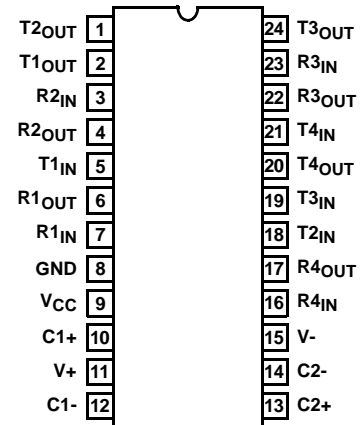 T2OUT 1 24 T3OUT
T1OUT 2 23 R3IN
R2IN 3 22 R3OUT
R2OUT 4 21 T4IN
T1IN 5 20 T4OUT
R1OUT 6 19 T3IN
R1IN 7 18 T2IN
GND 8 17 R4OUT
VCC 9 16 R4IN
C1+ 10 15 V-
V+ 11 14 C2-
C1- 12 13 C2+